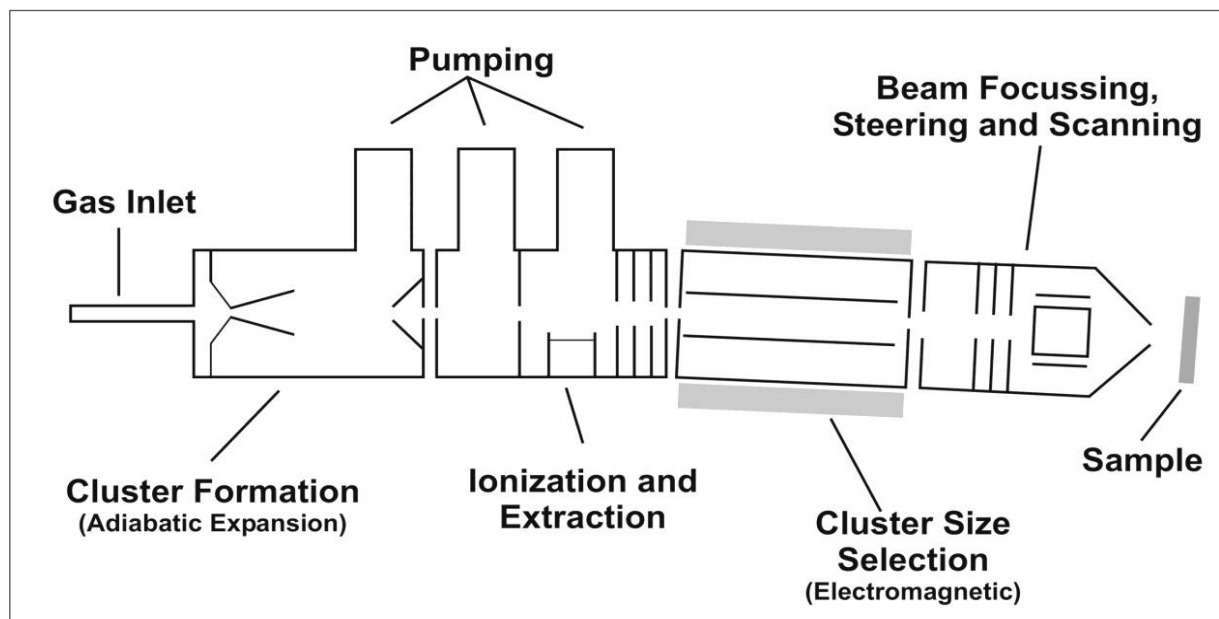 Pumping
Beam Focussing,
Steering and Scanning
Gas Inlet
Cluster Formation
(Adiabatic Expansion)
Ionization and
Extraction
Cluster Size
Selection
(Electromagnetic)
Sample